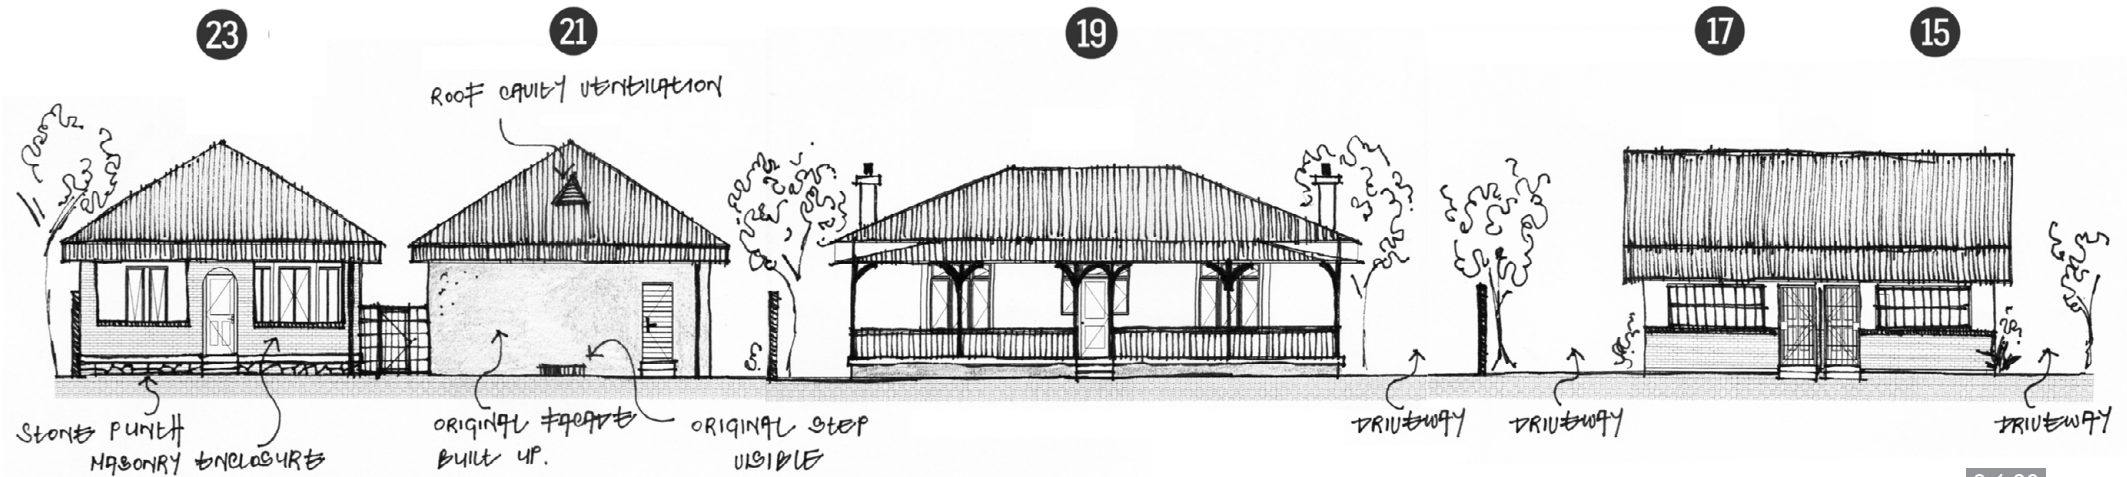 23
21
19
17
15
ROOF CAVITY VENTILATION
STONE PLINTH
MASONRY ENCLOSURE
ORIGINAL FACADE
BUILT UP.
ORIGINAL STEP
VISIBLE
DRIVEWAY
DRIVEWAY
DRIVEWAY